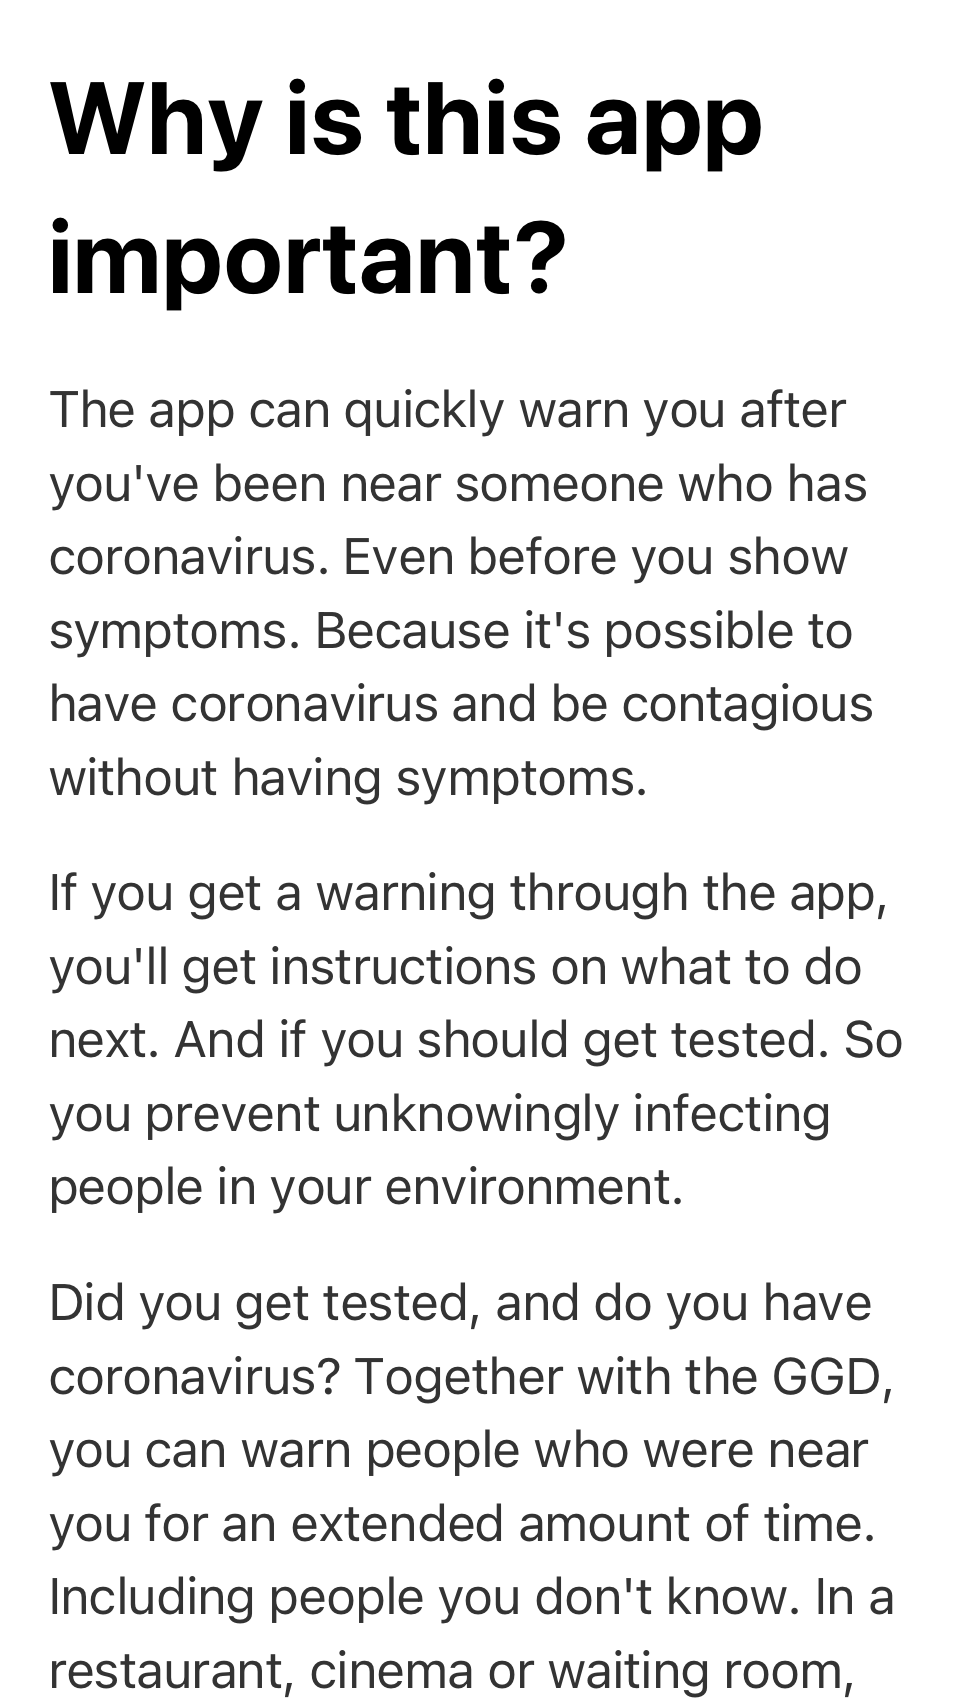 Why is this app
important?
The app can quickly warn you after
you've been near someone who has
coronavirus. Even before you show
symptoms. Because it's possible to
have coronavirus and be contagious
without having symptoms.
If you get a warning through the app,
you'll get instructions on what to do
next. And if you should get tested. So
you prevent unknowingly infecting
people in your environment.
Did you get tested, and do you have
coronavirus? Together with the GGD,
you can warn people who were near
you for an extended amount of time.
Including people you don't know. In a
restaurant, cinema or waiting room,